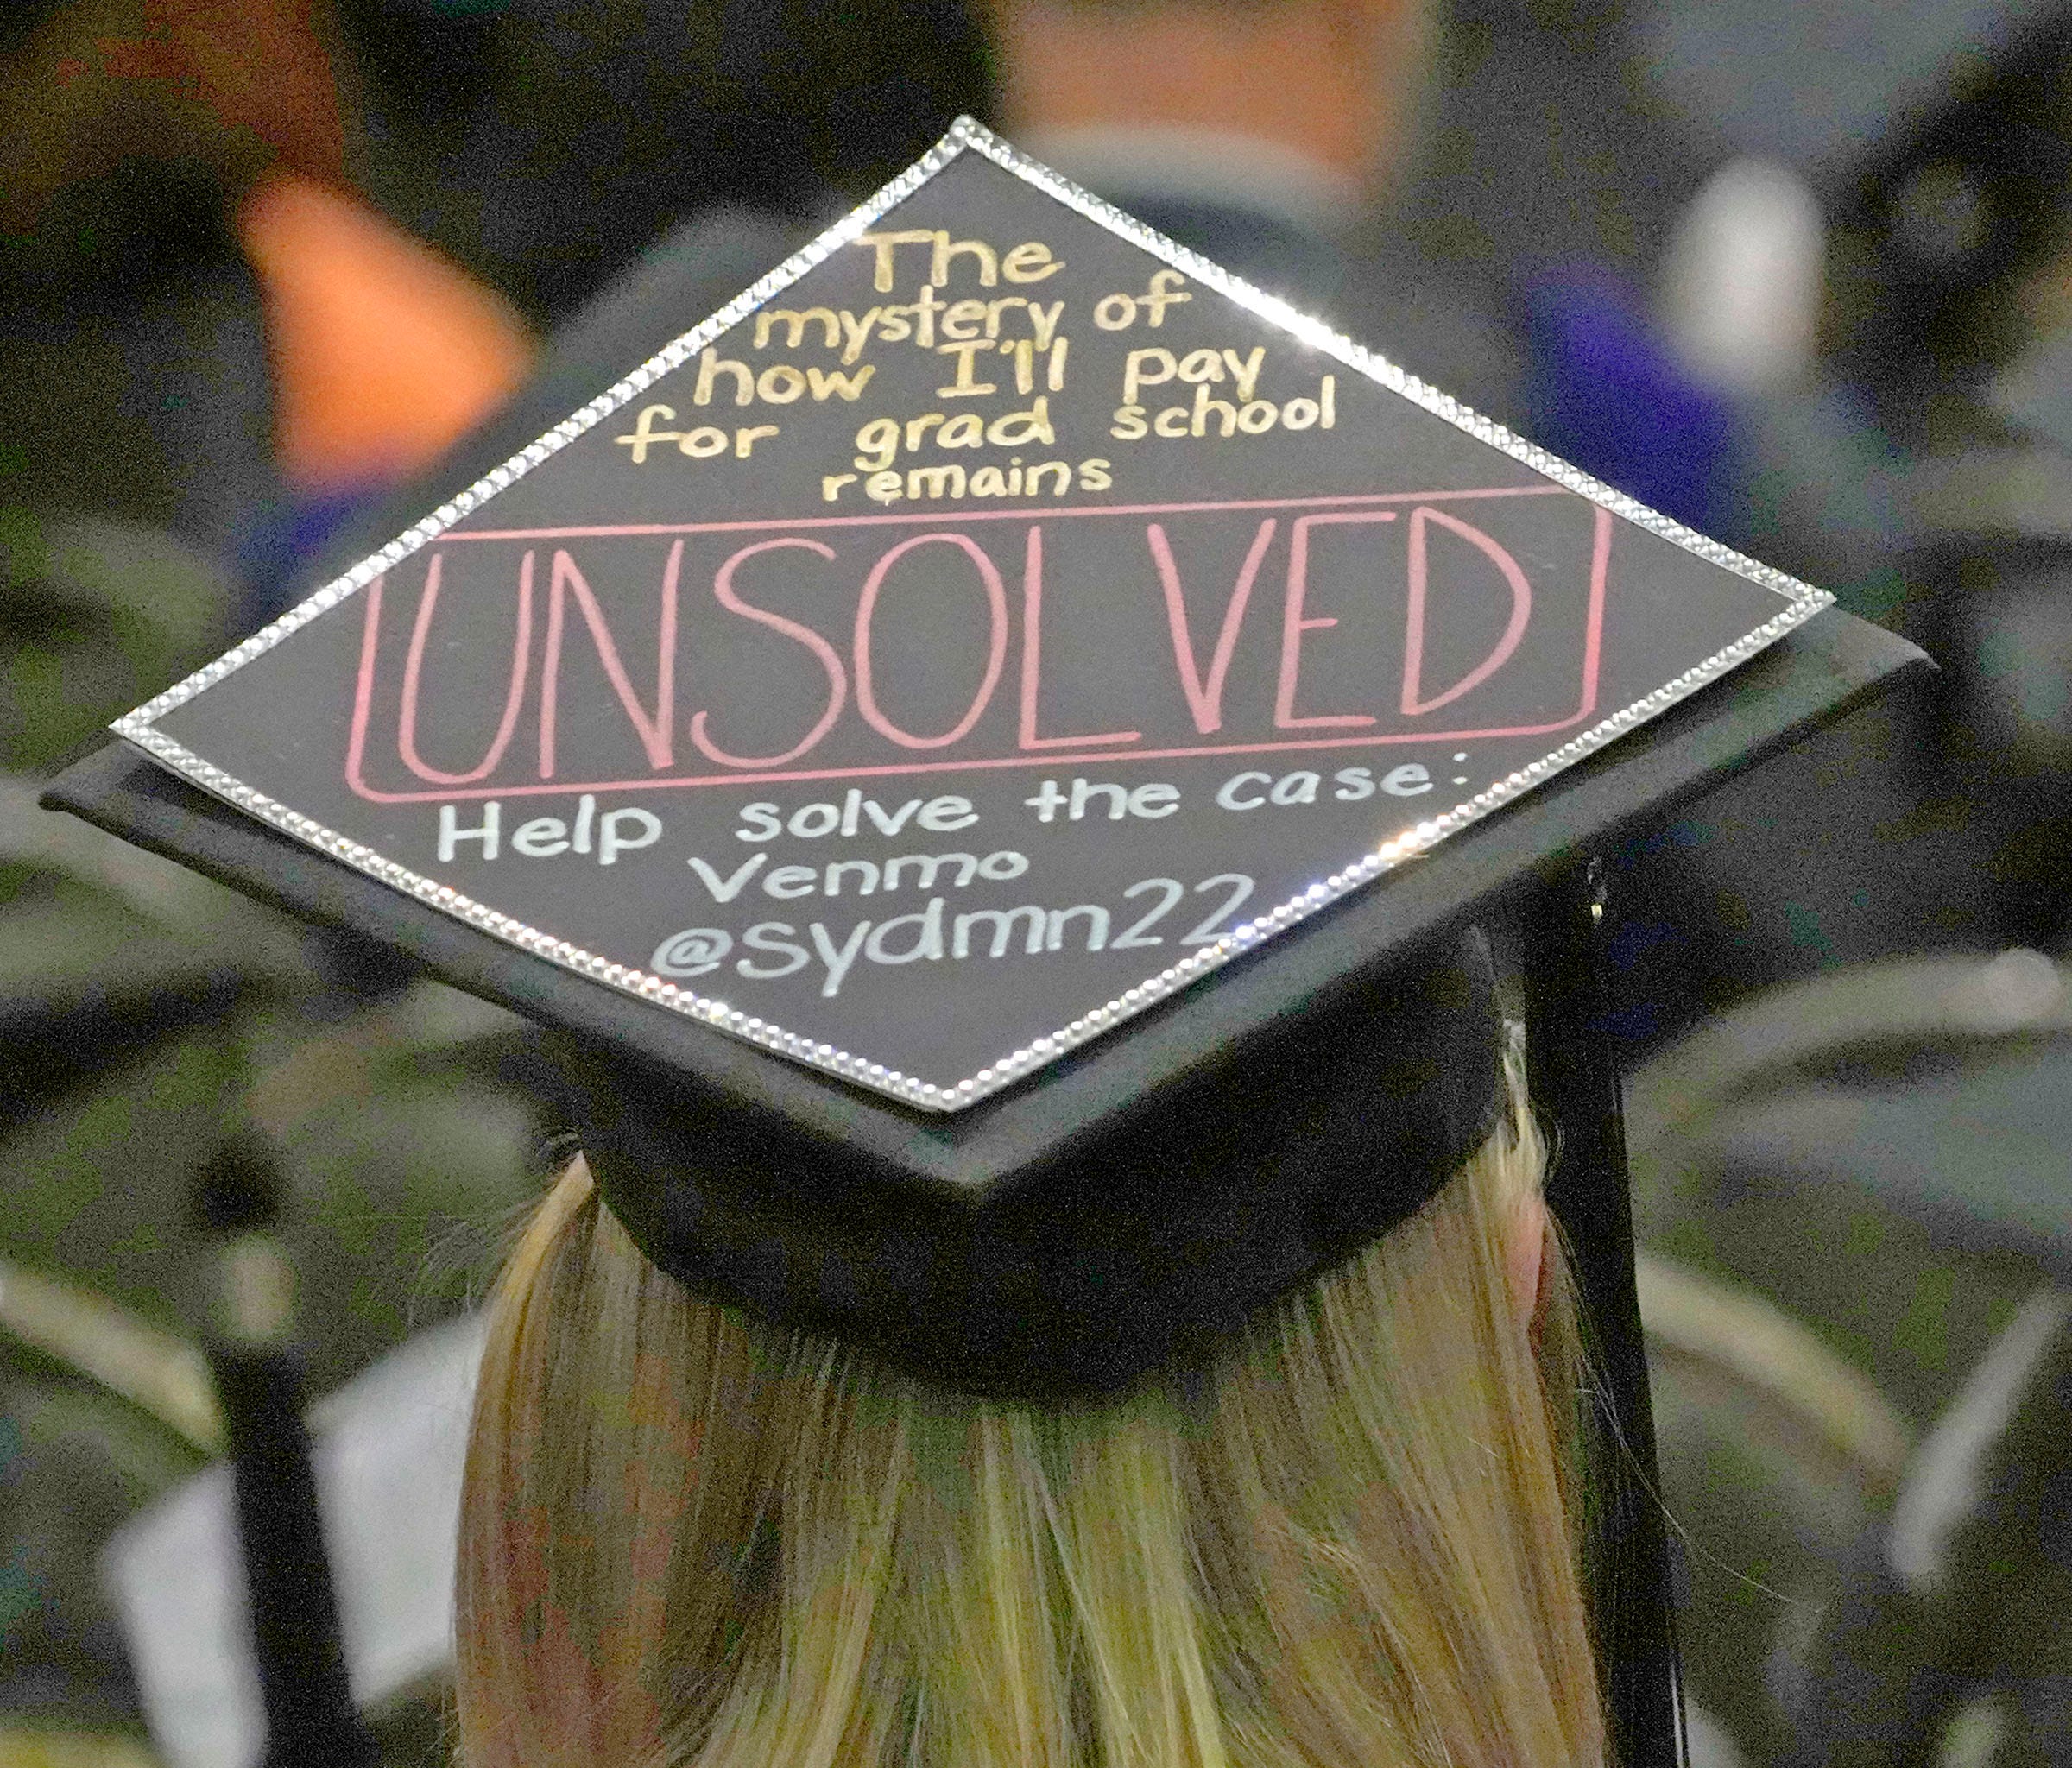 The
mystery of
how I'll pay
for grad school
remains
UNSOLVED
Help solve the case:
Venmo
@sydmn22